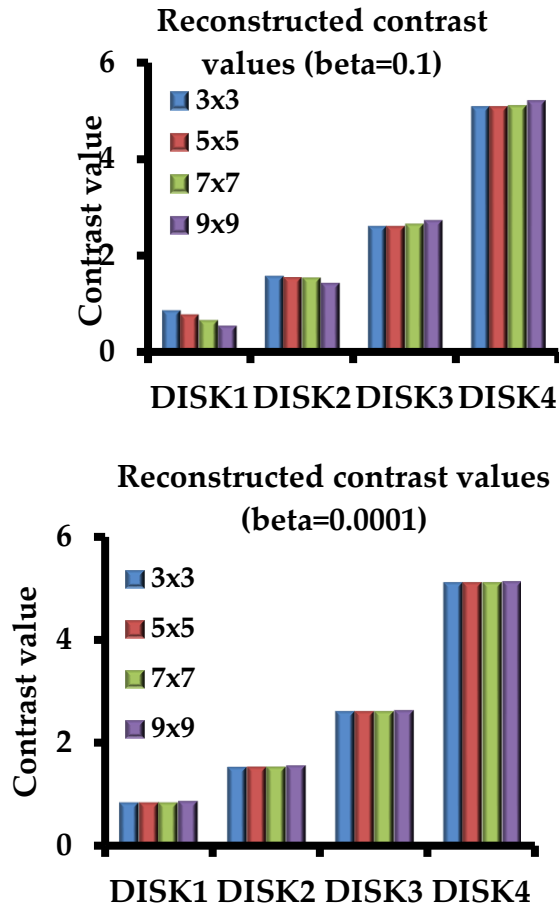 Reconstructed contrast
values (beta=0.1)
6
4
2
0
Contrast value
3x3
5x5
7x7
9x9
DISK1 DISK2 DISK3 DISK4
Reconstructed contrast values
(beta=0.0001)
6
4
2
0
Contrast value
3x3
5x5
7x7
9x9
DISK1 DISK2 DISK3 DISK4